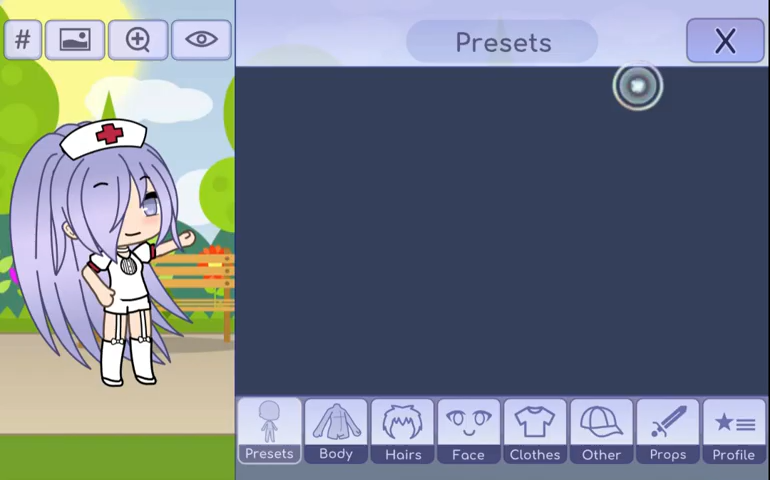 #
Presets
X
Presets
Body
Hairs
Face
Clothes
Other
Props
Profile